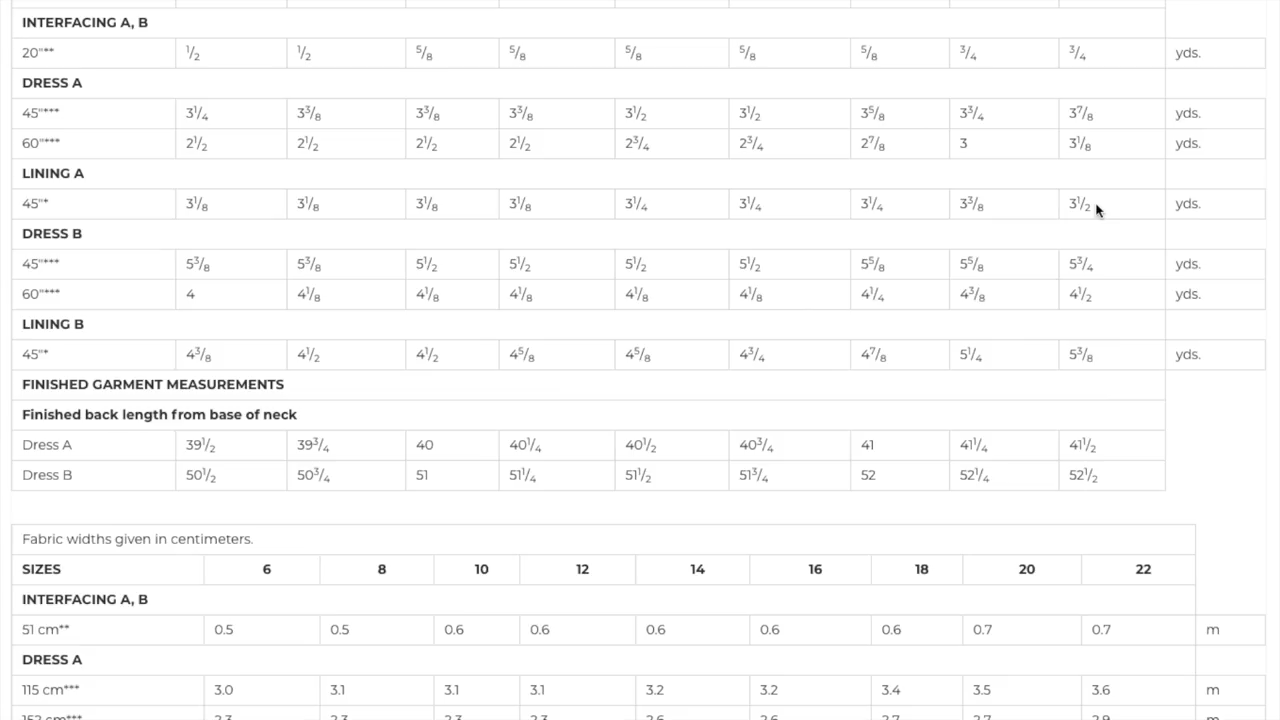 INTERFACING A, B
20"** 1/2 1/2 5/8 5/8 5/8 5/8 5/8 3/4 3/4 yds.
DRESS A
45"*** 3 1/4 3 3/8 3 3/8 3 3/8 3 1/2 3 1/2 3 5/8 3 3/4 3 7/8 yds.
60"*** 2 1/2 2 1/2 2 1/2 2 1/2 2 3/4 2 3/4 2 7/8 3 3 1/8 yds.
LINING A
45"* 3 1/8 3 1/8 3 1/8 3 1/8 3 1/4 3 1/4 3 1/4 3 3/8 3 1/2 yds.
DRESS B
45"*** 5 3/8 5 3/8 5 1/2 5 1/2 5 1/2 5 1/2 5 5/8 5 5/8 5 3/4 yds.
60"*** 4 4 1/8 4 1/8 4 1/8 4 1/8 4 1/8 4 1/4 4 3/8 4 1/2 yds.
LINING B
45"* 4 3/8 4 1/2 4 1/2 4 5/8 4 5/8 4 3/4 4 7/8 5 1/4 5 3/8 yds.
FINISHED GARMENT MEASUREMENTS
Finished back length from base of neck
Dress A 39 1/2 39 3/4 40 40 1/4 40 1/2 40 3/4 41 41 1/4 41 1/2
Dress B 50 1/2 50 3/4 51 51 1/4 51 1/2 51 3/4 52 52 1/4 52 1/2
Fabric widths given in centimeters.
SIZES 6 8 10 12 14 16 18 20 22
INTERFACING A, B
51 cm** 0.5 0.5 0.6 0.6 0.6 0.6 0.6 0.7 0.7 m
DRESS A
115 cm*** 3.0 3.1 3.1 3.1 3.2 3.2 3.4 3.5 3.6 m